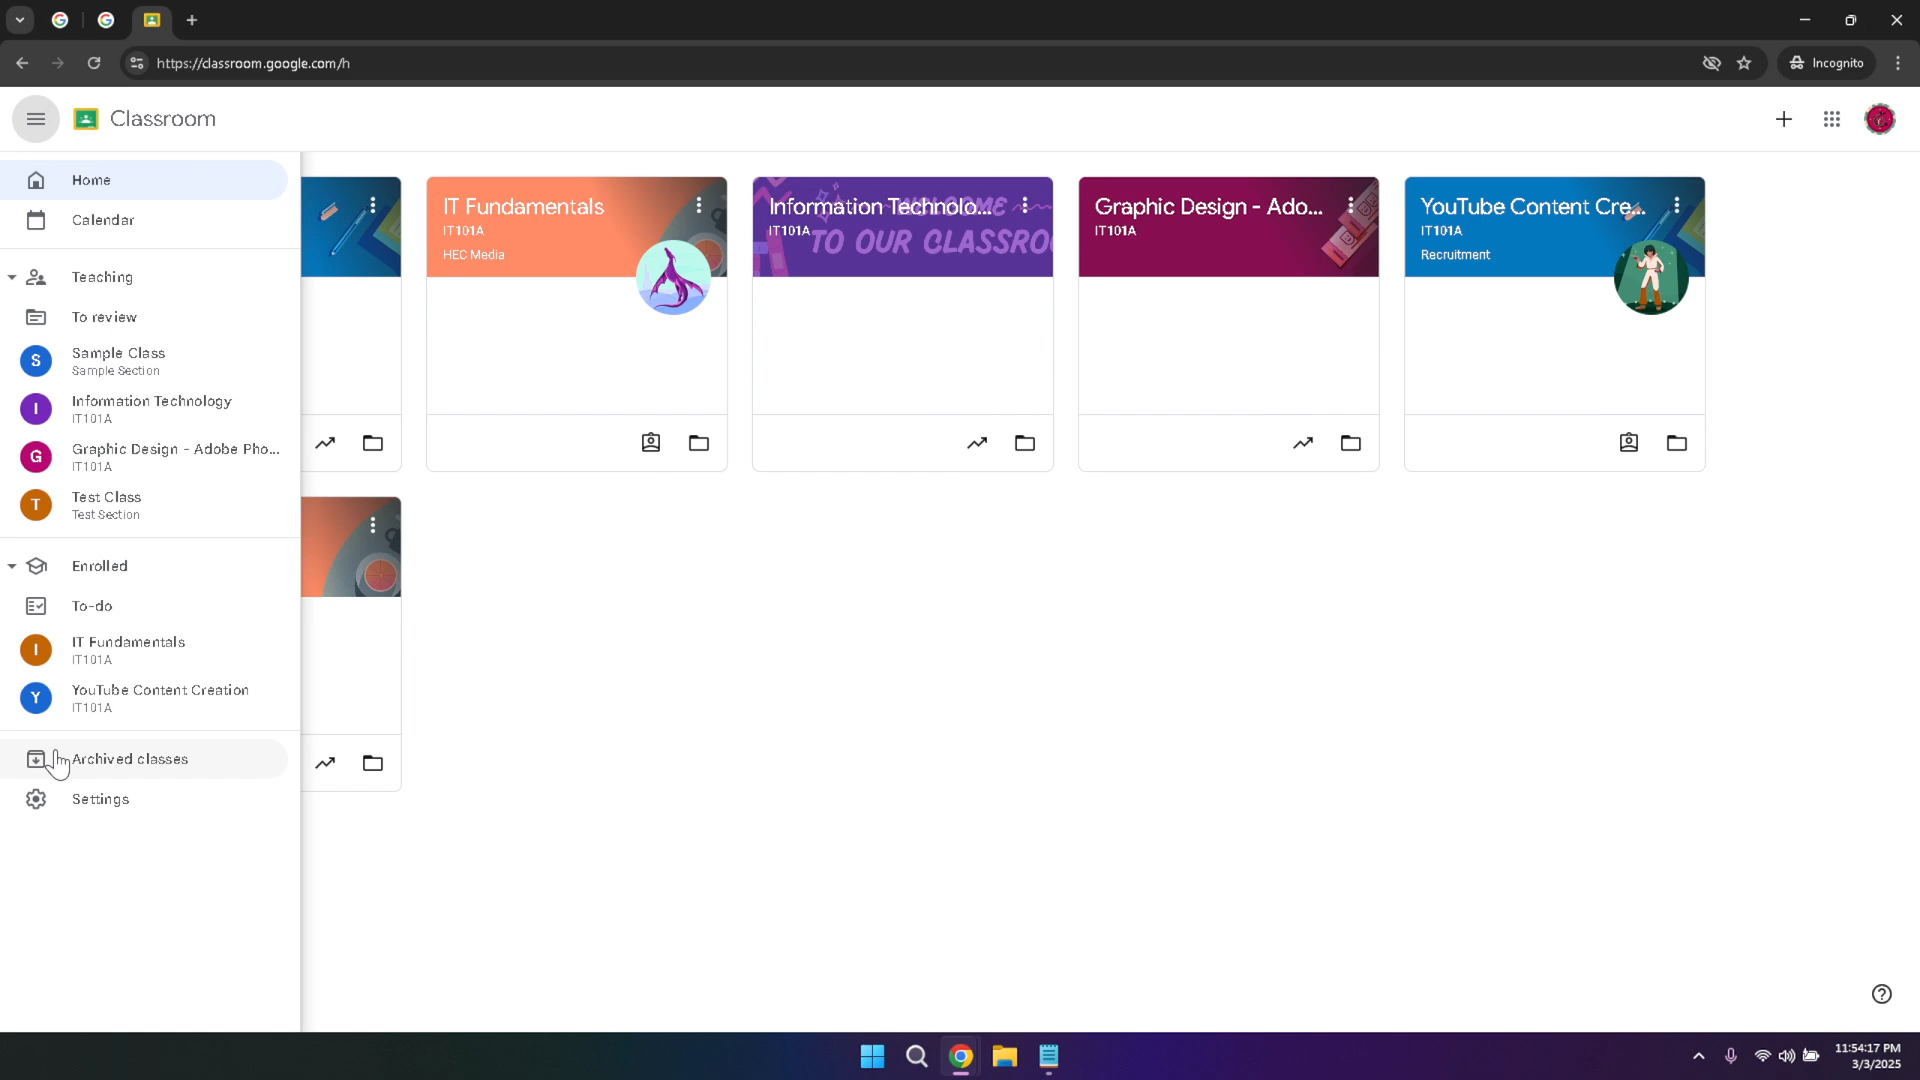 https://classroom.google.com/h
Incognito
Classroom
Home
Calendar
Teaching
To review
S
Sample Class
Sample Section
I
Information Technology
IT101A
G
Graphic Design - Adobe Pho...
IT101A
T
Test Class
Test Section
Enrolled
To-do
I
IT Fundamentals
IT101A
Y
YouTube Content Creation
IT101A
Archived classes
Settings
IT Fundamentals
IT101A
HEC Media
Information Technolo...
IT101A
WELCOME
TO OUR CLASSROO
Graphic Design - Ado...
IT101A
YouTube Content Cre...
IT101A
Recruitment
11:54:17 PM
3/3/2025